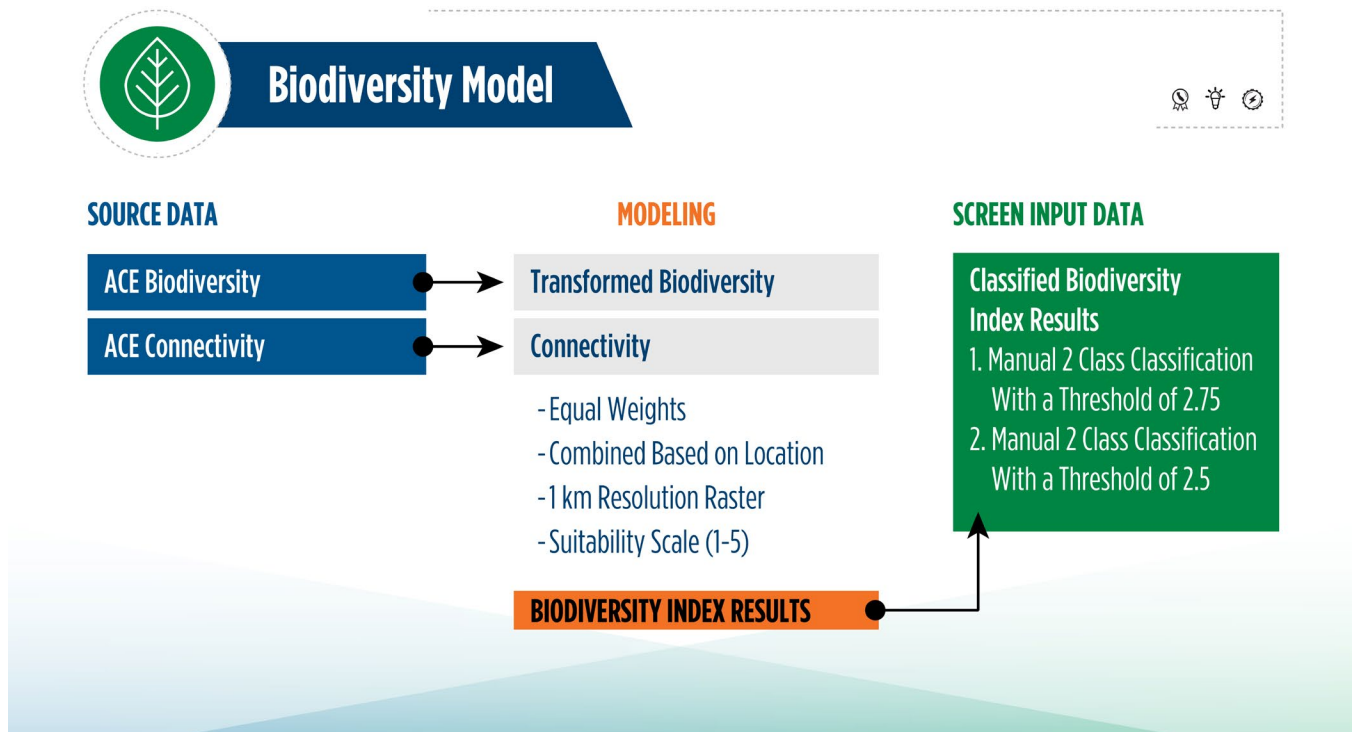 Biodiversity Model
SOURCE DATA
ACE Biodiversity
ACE Connectivity
MODELING
Transformed Biodiversity
Connectivity
-Equal Weights
-Combined Based on Location
-1 km Resolution Raster
-Suitability Scale (1-5)
BIODIVERSITY INDEX RESULTS
SCREEN INPUT DATA
Classified Biodiversity
Index Results
1. Manual 2 Class Classification
With a Threshold of 2.75
2. Manual 2 Class Classification
With a Threshold of 2.5